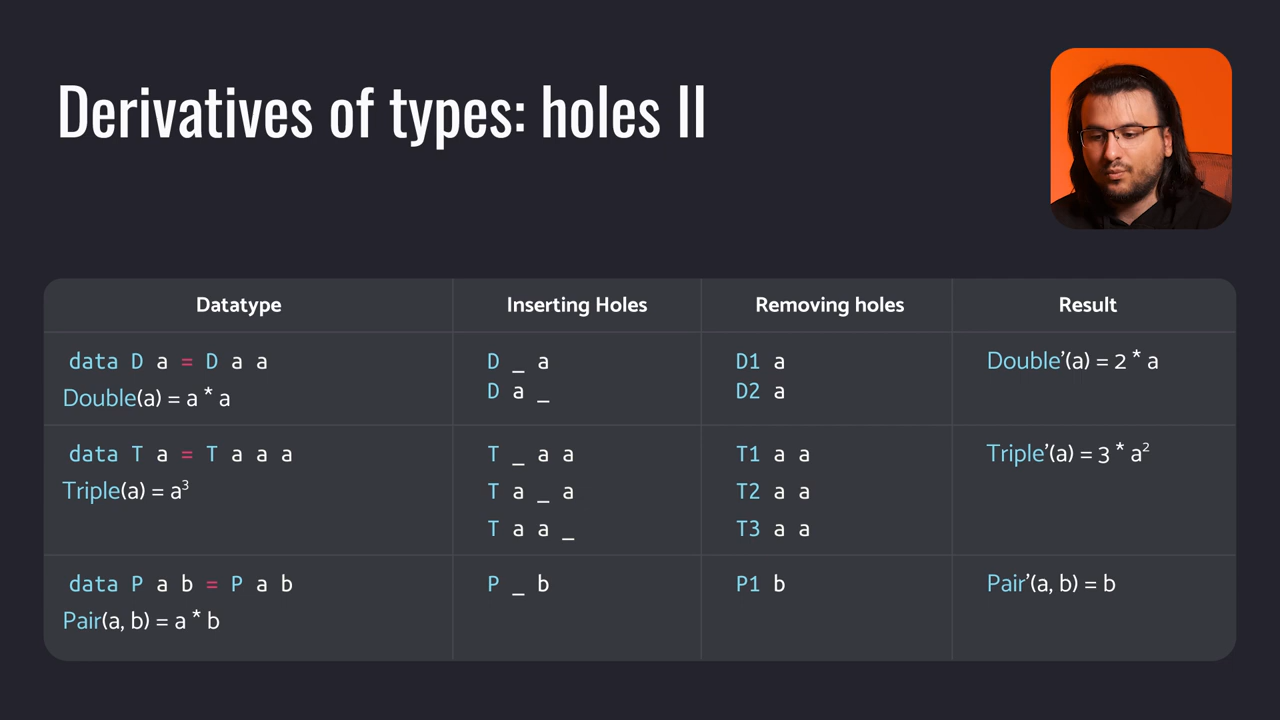 Derivatives of types: holes II
Datatype
Inserting Holes
Removing holes
Result
data D a = D a a
Double(a) = a * a
D _ a
D a _
D1 a
D2 a
Double’(a) = 2 * a
data T a = T a a a
Triple(a) = a³
T _ a a
T a _ a
T a a _
T1 a a
T2 a a
T3 a a
Triple’(a) = 3 * a²
data P a b = P a b
Pair(a, b) = a * b
P _ b
P1 b
Pair’(a, b) = b